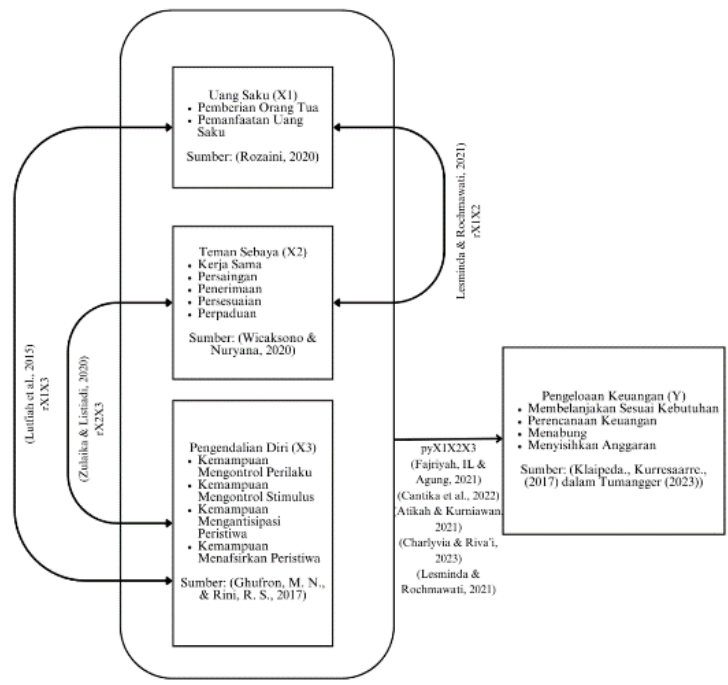 Uang Saku (X1)
• Pemberian Orang Tua
• Pemanfaatan Uang
Saku
Sumber: (Rozaini, 2020)
Lesminda & Rochmawati, 2021)
rX1X2
Teman Sebaya (X2)
• Kerja Sama
• Persaingan
• Penerimaan
• Persesuaian
• Perpaduan
Sumber: (Wicaksono &
Nuryana, 2020)
(Lutfiah et al., 2015)
rX1X3
(Zulaika & Listiadi, 2020)
rX2X3
Pengendalian Diri (X3)
• Kemampuan
Mengontrol Perilaku
• Kemampuan
Mengontrol Stimulus
• Kemampuan
Mengantisipasi
Peristiwa
• Kemampuan
Menafsirkan Peristiwa
Sumber: (Ghufron, M. N.,
& Rini, R. S., 2017)
pyX1X2X3
(Fajriyah, IL &
Agung, 2021)
(Cantika et al., 2022)
(Atikah & Kurniawan,
2021)
(Charlyvia & Riva'i,
2023)
(Lesminda &
Rochmawati, 2021)
Pengeloaan Keuangan (Y)
• Membelanjakan Sesuai Kebutuhan
• Perencanaan Keuangan
• Menabung
• Menyisihkan Anggaran
Sumber: (Klaipeda., Kurresaarre.,
(2017) dalam Tumangger (2023))